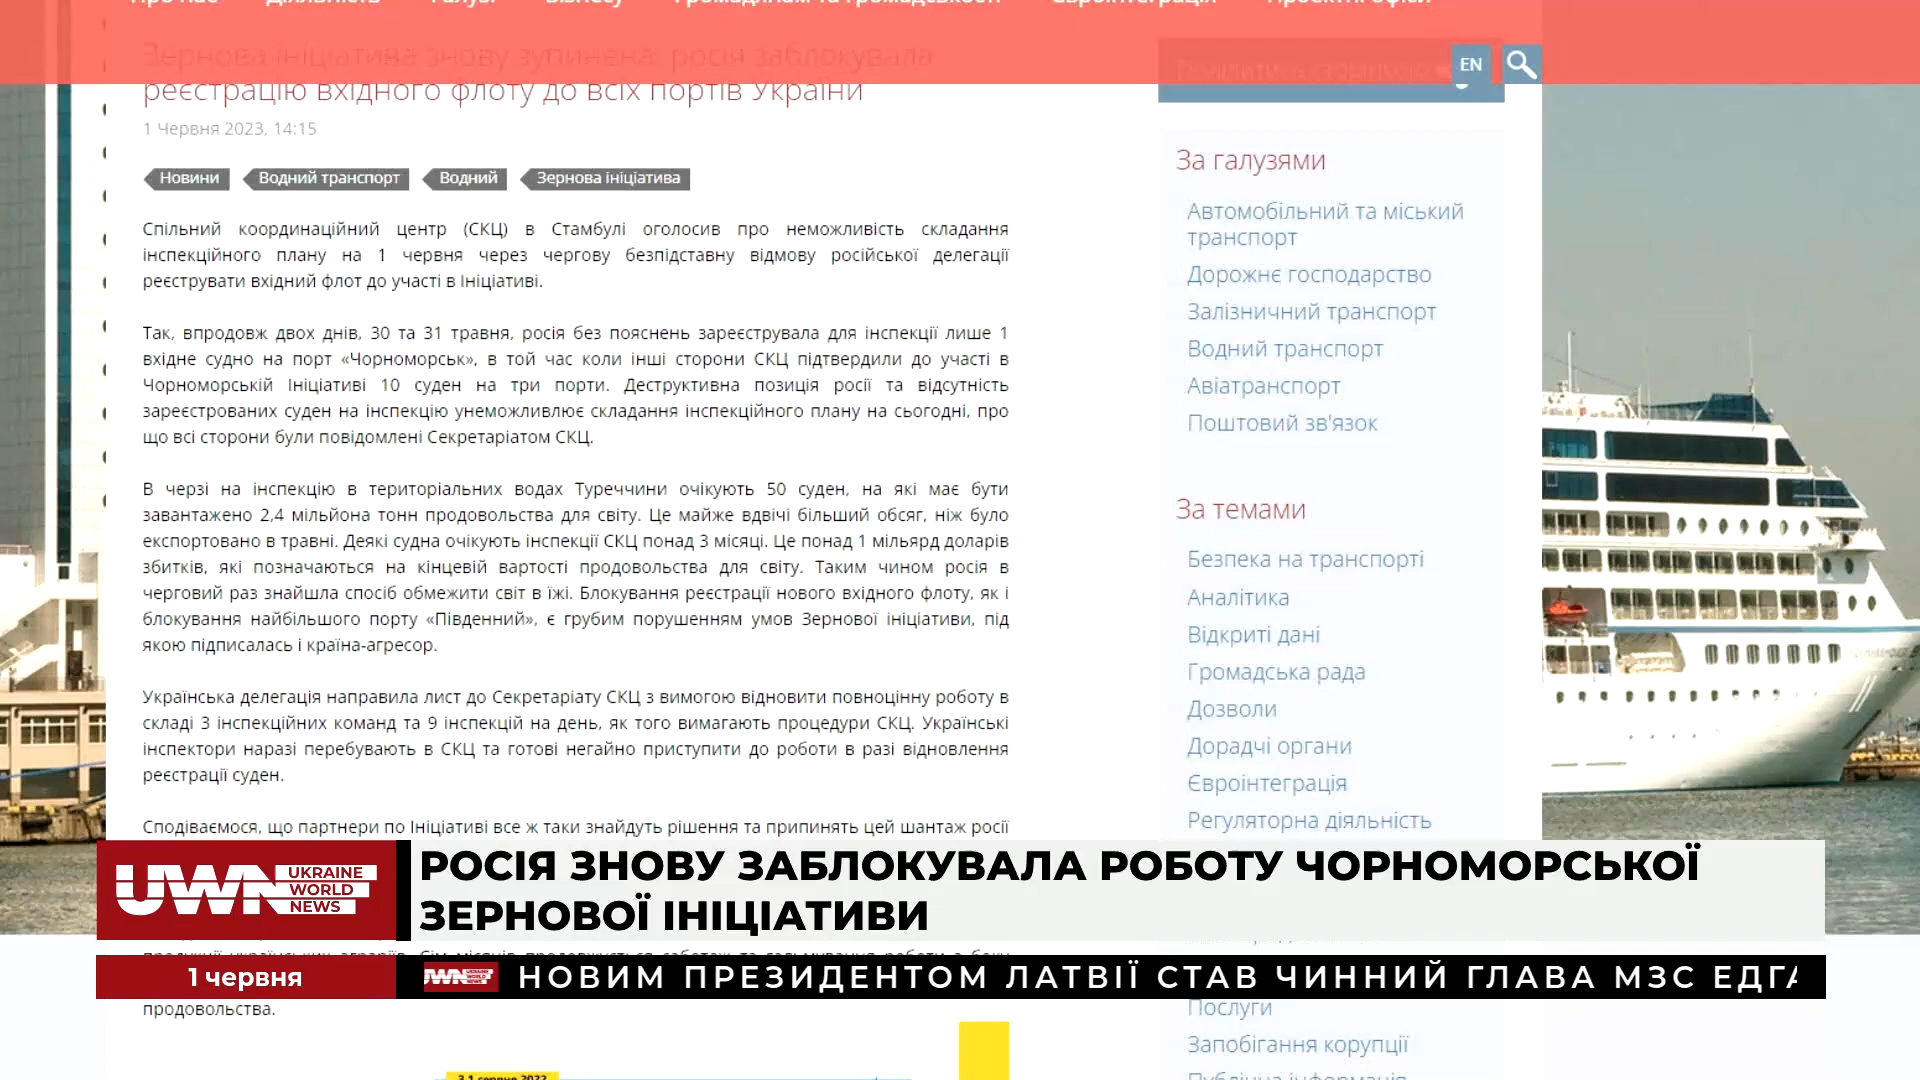 Зернова ініціатива знову зупинена: росія заблокувала
реєстрацію вхідного флоту до всіх портів України
EN
1 Червня 2023, 14:15
Новини
Водний транспорт
Водний
Зернова ініціатива
Спільний координаційний центр (СКЦ) в Стамбулі оголосив про неможливість складання
інспекційного плану на 1 червня через чергову безпідставну відмову російської делегації
реєструвати вхідний флот до участі в Ініціативі.
Так, впродовж двох днів, 30 та 31 травня, росія без пояснень зареєструвала для інспекції лише 1
вхідне судно на порт «Чорноморськ», в той час коли інші сторони СКЦ підтвердили до участі в
Чорноморській Ініціативі 10 суден на три порти. Деструктивна позиція росії та відсутність
зареєстрованих суден на інспекцію унеможливлює складання інспекційного плану на сьогодні, про
що всі сторони були повідомлені Секретаріатом СКЦ.
В черзі на інспекцію в територіальних водах Туреччини очікують 50 суден, на які має бути
завантажено 2,4 мільйона тонн продовольства для світу. Це майже вдвічі більший обсяг, ніж було
експортовано в травні. Деякі судна очікують інспекції СКЦ понад 3 місяці. Це понад 1 мільярд доларів
збитків, які позначаються на кінцевій вартості продовольства для світу. Таким чином росія в
черговий раз знайшла спосіб обмежити світ в їжі. Блокування реєстрації нового вхідного флоту, як і
блокування найбільшого порту «Південний», є грубим порушенням умов Зернової ініціативи, під
якою підписалась і країна-агресор.
Українська делегація направила лист до Секретаріату СКЦ з вимогою відновити повноцінну роботу в
складі 3 інспекційних команд та 9 інспекцій на день, як того вимагають процедури СКЦ. Українські
інспектори наразі перебувають в СКЦ та готові негайно приступити до роботи в разі відновлення
реєстрації суден.
Сподіваємося, що партнери по Ініціативі все ж таки знайдуть рішення та припинять цей шантаж росії
продовольства.
За галузями
Автомобільний та міський
транспорт
Дорожнє господарство
Залізничний транспорт
Водний транспорт
Авіатранспорт
Поштовий зв'язок
За темами
Безпека на транспорті
Аналітика
Відкриті дані
Громадська рада
Дозволи
Дорадчі органи
Євроінтеграція
Регуляторна діяльність
Послуги
Запобігання корупції
Публічна інформація
UWN UKRAINE
WORLD
NEWS
РОСІЯ ЗНОВУ ЗАБЛОКУВАЛА РОБОТУ ЧОРНОМОРСЬКОЇ
ЗЕРНОВОЇ ІНІЦІАТИВИ
1 червня
НОВИМ ПРЕЗИДЕНТОМ ЛАТВІЇ СТАВ ЧИННИЙ ГЛАВА МЗС ЕДГА